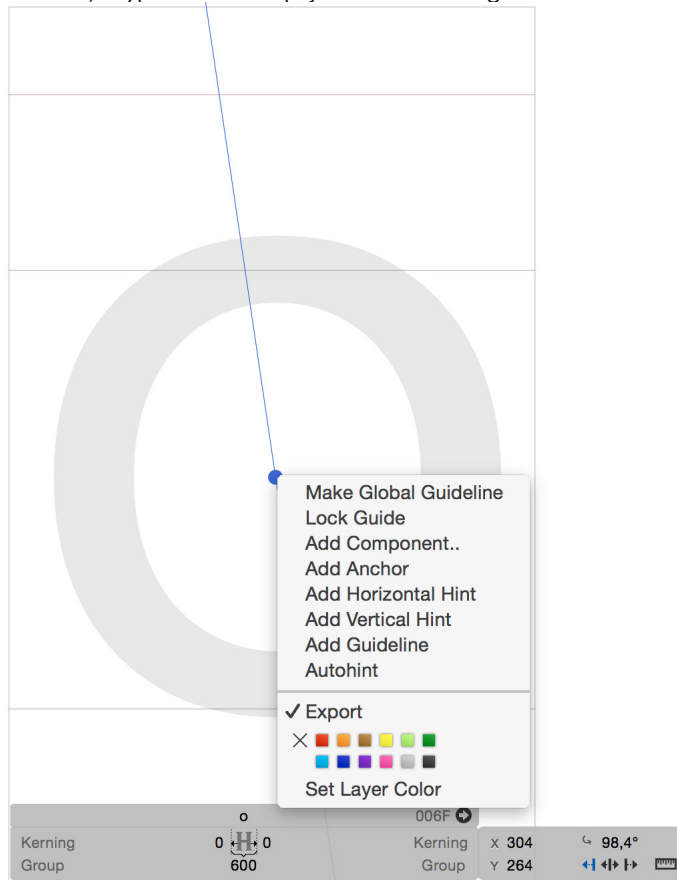 Make Global Guideline
Lock Guide
Add Component..
Add Anchor
Add Horizontal Hint
Add Vertical Hint
Add Guideline
Autohint
Export
Set Layer Color
o 006F
Kerning 0 H 0 Kerning X 304 98,4°
Group 600 Group Y 264